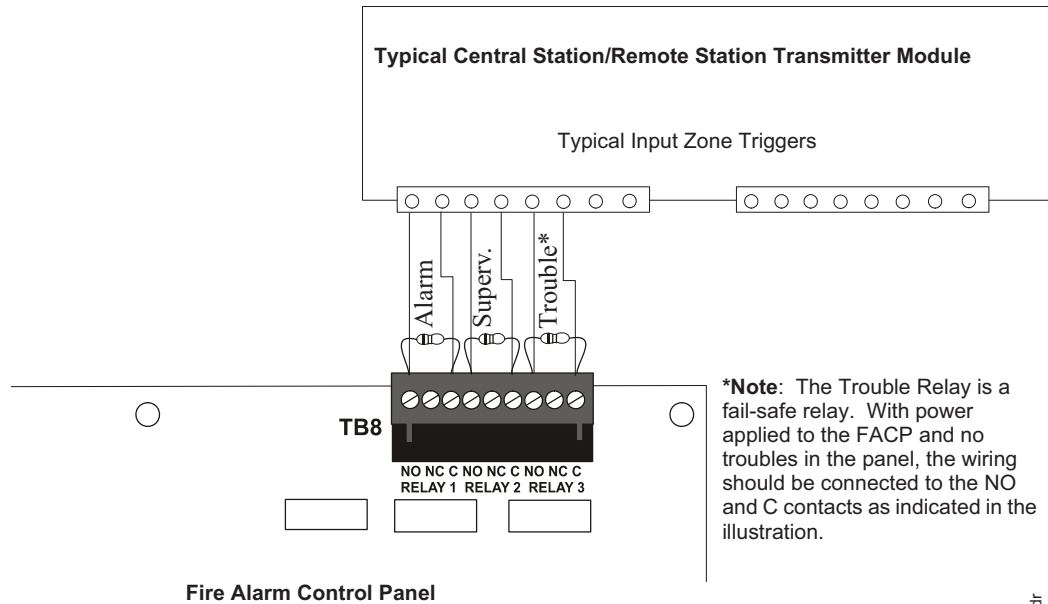 Typical Central Station/Remote Station Transmitter Module
Typical Input Zone Triggers
Alarm
Superv.
Trouble*
TB8
NO NC C NO NC C NO NC C
RELAY 1 RELAY 2 RELAY 3
*Note: The Trouble Relay is a
fail-safe relay. With power
applied to the FACP and no
troubles in the panel, the wiring
should be connected to the NO
and C contacts as indicated in the
illustration.
Fire Alarm Control Panel